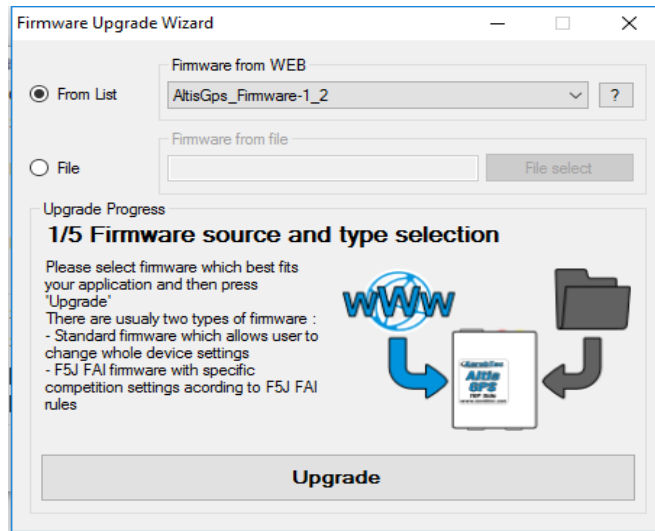 Firmware Upgrade Wizard
Firmware from WEB
From List
AltisGps_Firmware-1_2
?
Firmware from file
File
File select
Upgrade Progress
1/5 Firmware source and type selection
Please select firmware which best fits
your application and then press
'Upgrade'
There are usualy two types of firmware :
- Standard firmware which allows user to
change whole device settings
- F5J FAI firmware with specific
competition settings acording to F5J FAI
rules
wWw
Altis
GPS
Upgrade